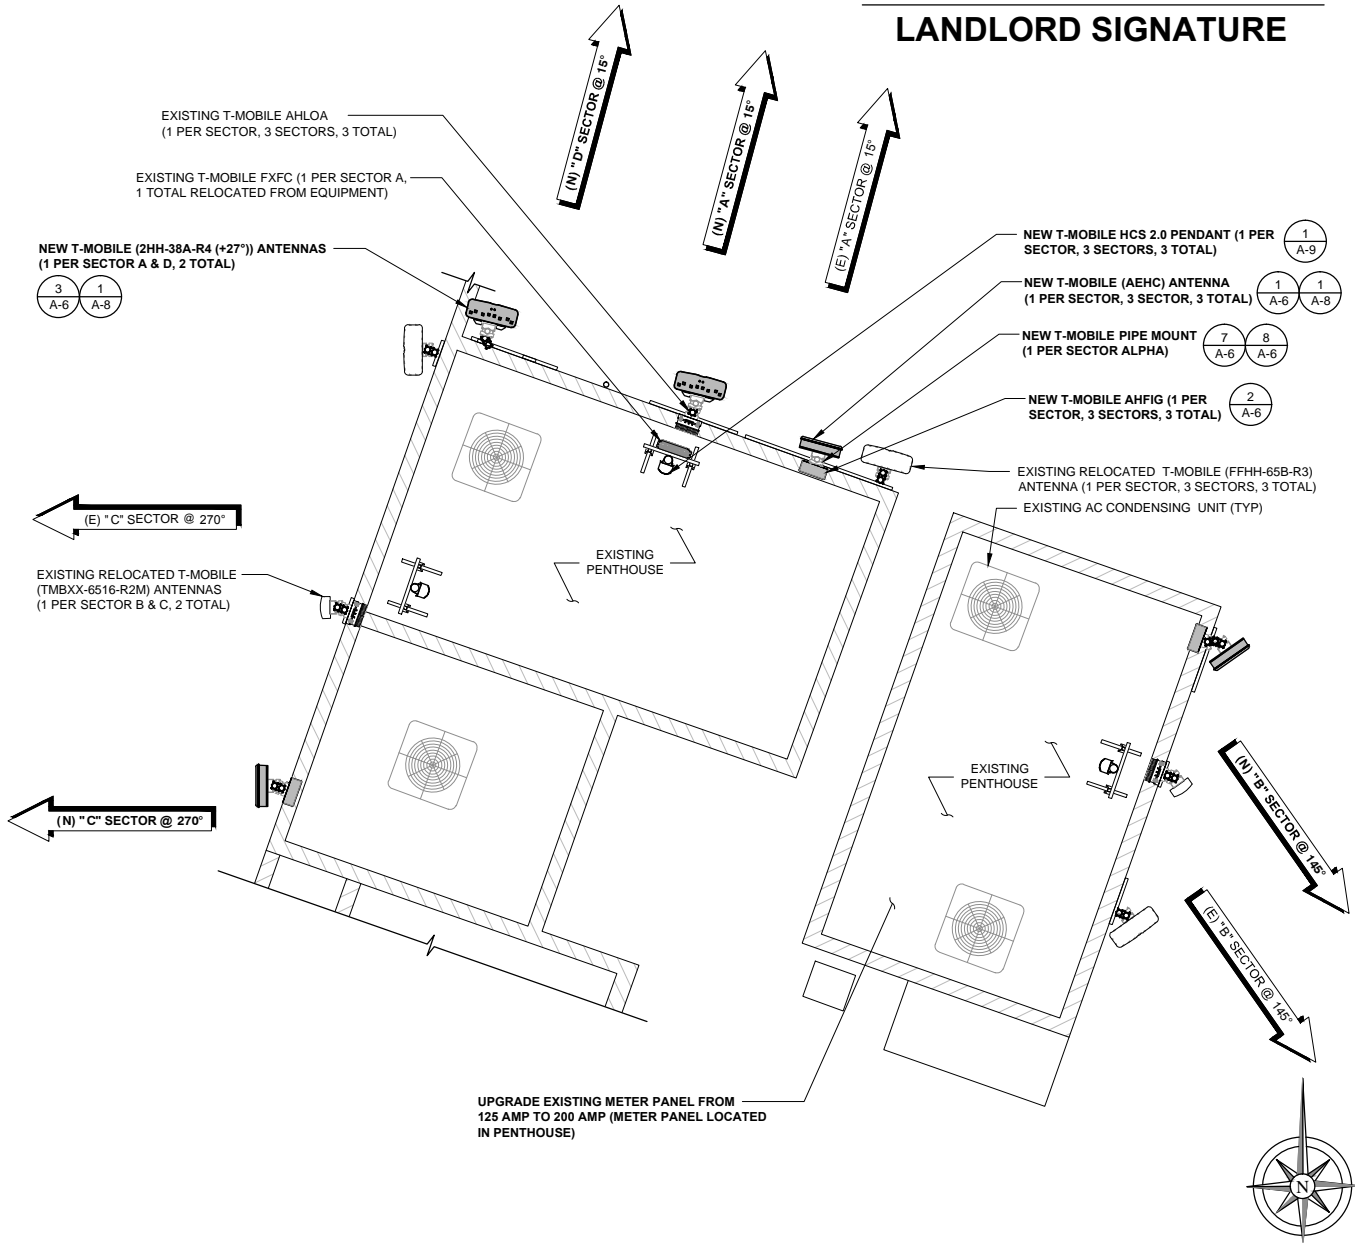 LANDLORD SIGNATURE
(N) "D" SECTOR @ 15°
(N) "A" SECTOR @ 15°
(E) "A" SECTOR @ 15°
EXISTING T-MOBILE AHLOA
(1 PER SECTOR, 3 SECTORS, 3 TOTAL)
EXISTING T-MOBILE FXFC (1 PER SECTOR A,
1 TOTAL RELOCATED FROM EQUIPMENT)
NEW T-MOBILE (2HH-38A-R4 (+27°)) ANTENNAS
(1 PER SECTOR A & D, 2 TOTAL)
3
A-6
1
A-8
NEW T-MOBILE HCS 2.0 PENDANT (1 PER
SECTOR, 3 SECTORS, 3 TOTAL)
1
A-9
NEW T-MOBILE (AEHC) ANTENNA
(1 PER SECTOR, 3 SECTOR, 3 TOTAL)
1
A-6
1
A-8
NEW T-MOBILE PIPE MOUNT
(1 PER SECTOR ALPHA)
7
A-6
8
A-6
NEW T-MOBILE AHFIG (1 PER
SECTOR, 3 SECTORS, 3 TOTAL)
2
A-6
EXISTING RELOCATED T-MOBILE (FFHH-65B-R3)
ANTENNA (1 PER SECTOR, 3 SECTORS, 3 TOTAL)
EXISTING AC CONDENSING UNIT (TYP)
(E) "C" SECTOR @ 270°
EXISTING
PENTHOUSE
EXISTING RELOCATED T-MOBILE
(TMBXX-6516-R2M) ANTENNAS
(1 PER SECTOR B & C, 2 TOTAL)
EXISTING
PENTHOUSE
(N) "C" SECTOR @ 270°
(N) "B" SECTOR @ 145°
(E) "B" SECTOR @ 145°
UPGRADE EXISTING METER PANEL FROM
125 AMP TO 200 AMP (METER PANEL LOCATED
IN PENTHOUSE)
N